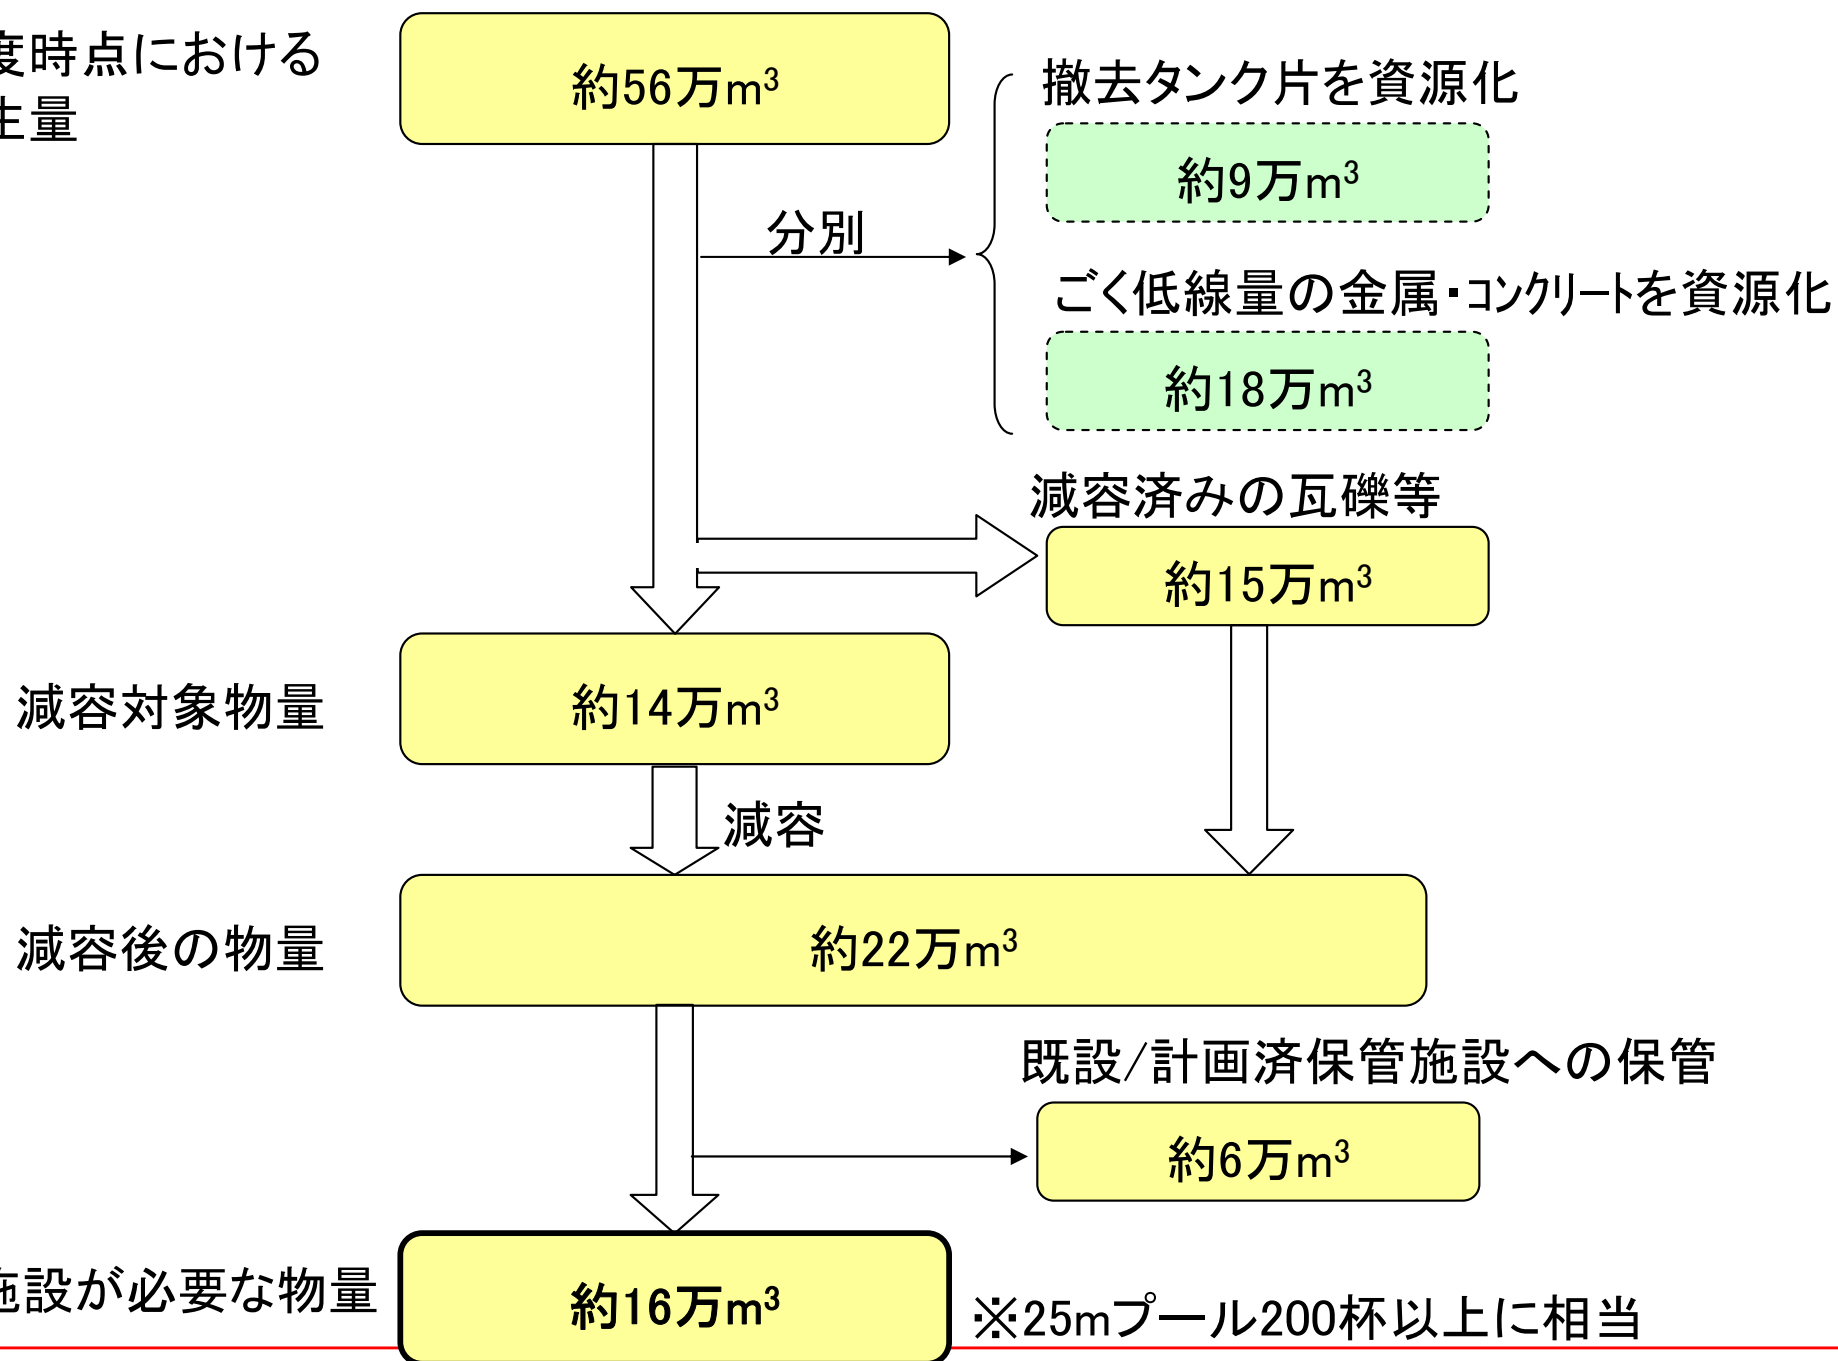 度時点における
生量
約56万m³
撤去タンク片を資源化
約9万m³
分別
ごく低線量の金属・コンクリートを資源化
約18万m³
減容済みの瓦礫等
約15万m³
減容対象物量
約14万m³
減容
減容後の物量
約22万m³
既設/計画済保管施設への保管
約6万m³
施設が必要な物量
約16万m³
※25mプール200杯以上に相当